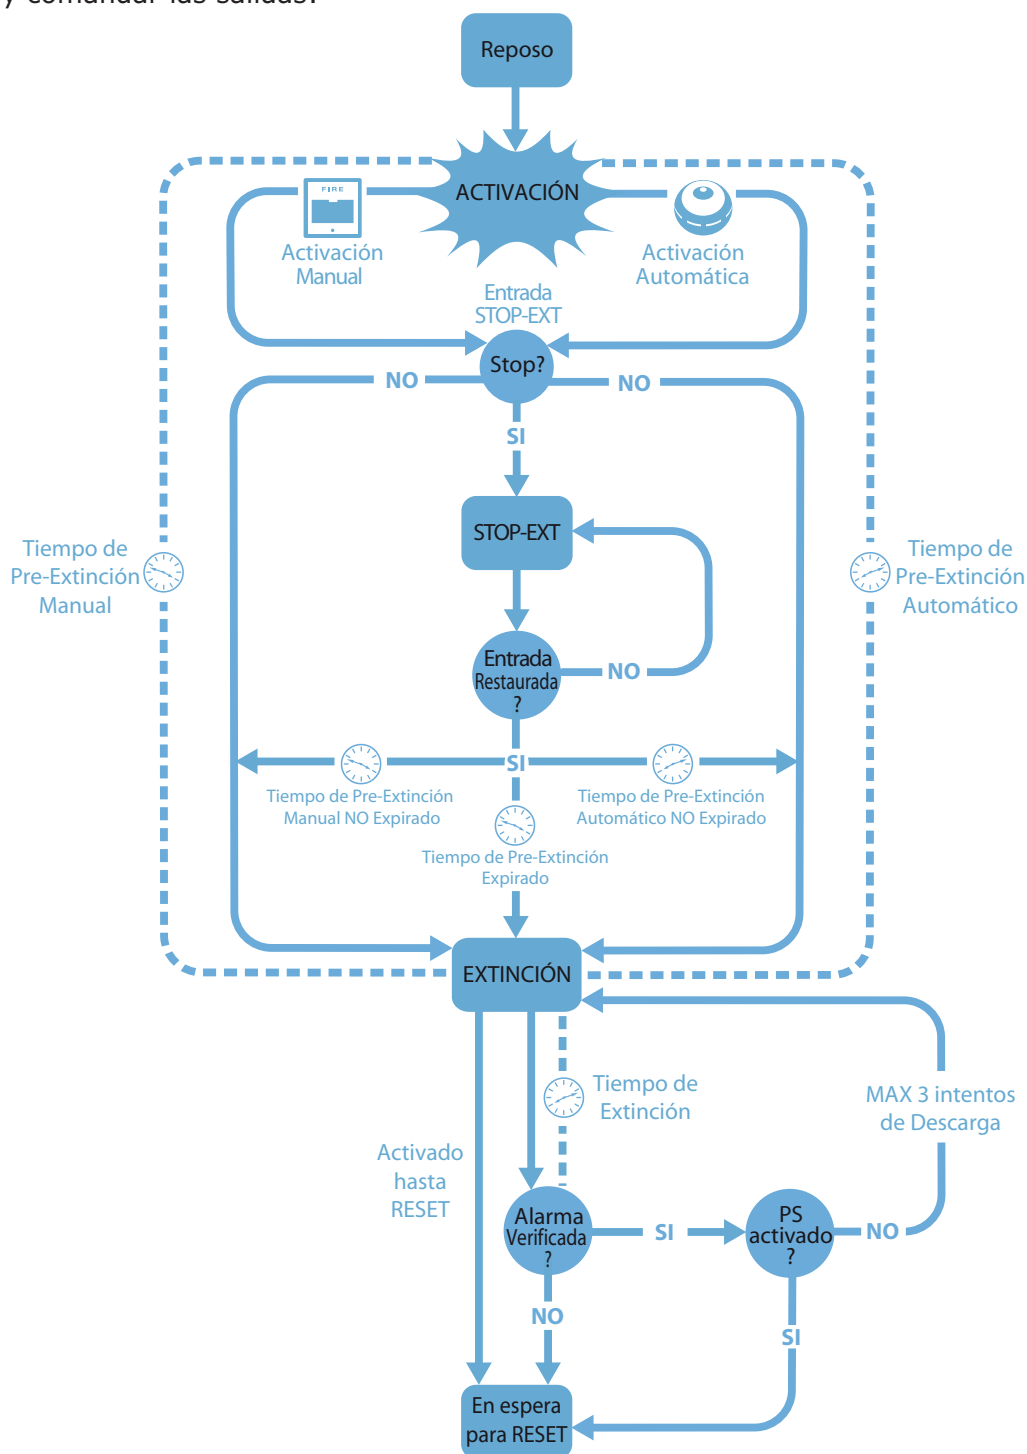 y comandar las salidas:
Reposo
ACTIVACIÓN
FIRE
Activación
Manual
Activación
Automática
Entrada
STOP-EXT
Stop?
NO
NO
SI
STOP-EXT
Tiempo de
Pre-Extinción
Manual
Tiempo de
Pre-Extinción
Automático
Entrada
Restaurada
?
NO
SI
Tiempo de Pre-Extinción
Manual NO Expirado
Tiempo de Pre-Extinción
Automático NO Expirado
Tiempo de Pre-Extinción
Expirado
EXTINCIÓN
Tiempo de
Extinción
MAX 3 intentos
de Descarga
Activado
hasta
RESET
Alarma
Verificada
?
SI
PS
activado
?
NO
NO
SI
En espera
para RESET